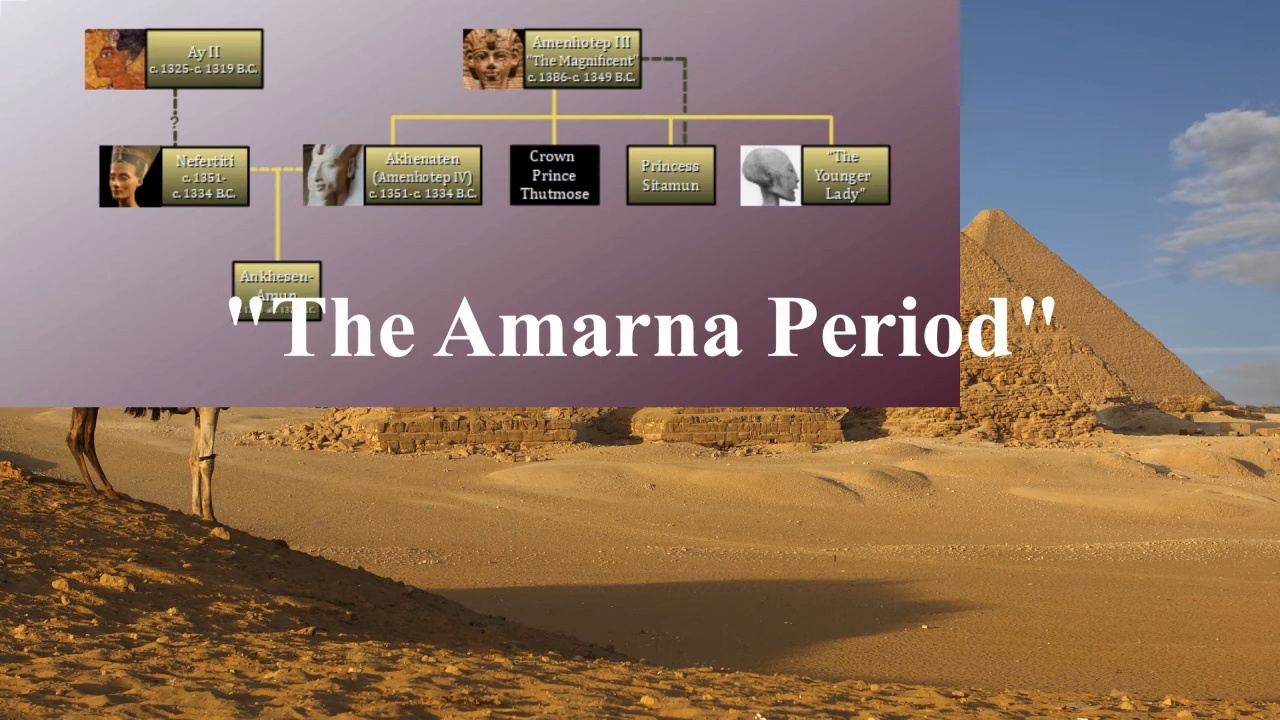 Ay II
c. 1325-c. 1319 B.C.
Amenhotep III
"The Magnificent"
c. 1386-c. 1349 B.C.
?
Nefertiti
c. 1351-
c. 1334 B.C.
Akhenaten
(Amenhotep IV)
c. 1351-c. 1334 B.C.
Crown
Prince
Thutmose
Princess
Sitamun
"The
Younger
Lady"
Ankhesen-
Amun
"The Amarna Period"